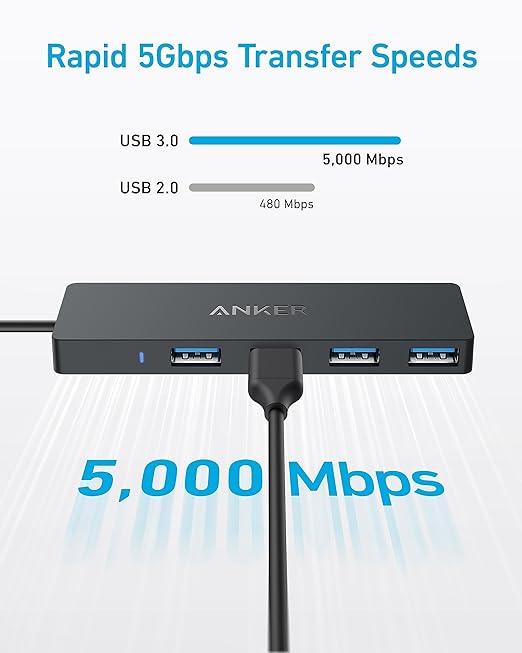 Rapid 5Gbps Transfer Speeds
USB 3.0
5,000 Mbps
USB 2.0
480 Mbps
ANKER
5,000 Mbps